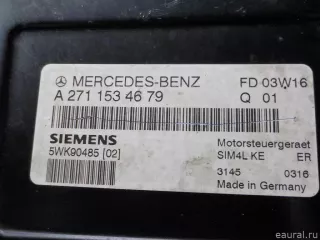 MERCEDES-BENZ FD 03W16
A 271 153 46 79 Q 01
SIEMENS Motorsteuergeraet
5WK90485 [02] SIM4L KE ER
3145 0316
Made in Germany
eaural.ru